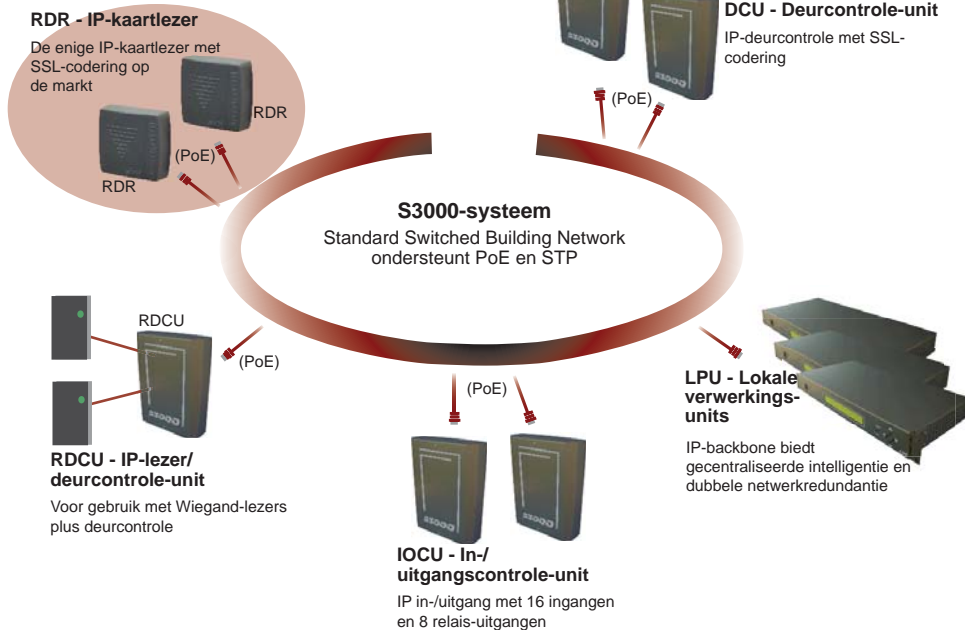 RDR - IP-kaartlezer
De enige IP-kaartlezer met
SSL-codering op
de markt
RDR
(PoE)
RDR
DCU - Deurcontrole-unit
IP-deurcontrole met SSL-
codering
(PoE)
S3000-systeem
Standard Switched Building Network
ondersteunt PoE en STP
RDCU
(PoE)
RDCU - IP-lezer/
deurcontrole-unit
Voor gebruik met Wiegand-lezers
plus deurcontrole
(PoE)
IOCU - In-/
uitgangscontrole-unit
IP in-/uitgang met 16 ingangen
en 8 relais-uitgangen
LPU - Lokale
verwerkings-
units
IP-backbone biedt
gecentraliseerde intelligentie en
dubbele netwerkredundantie